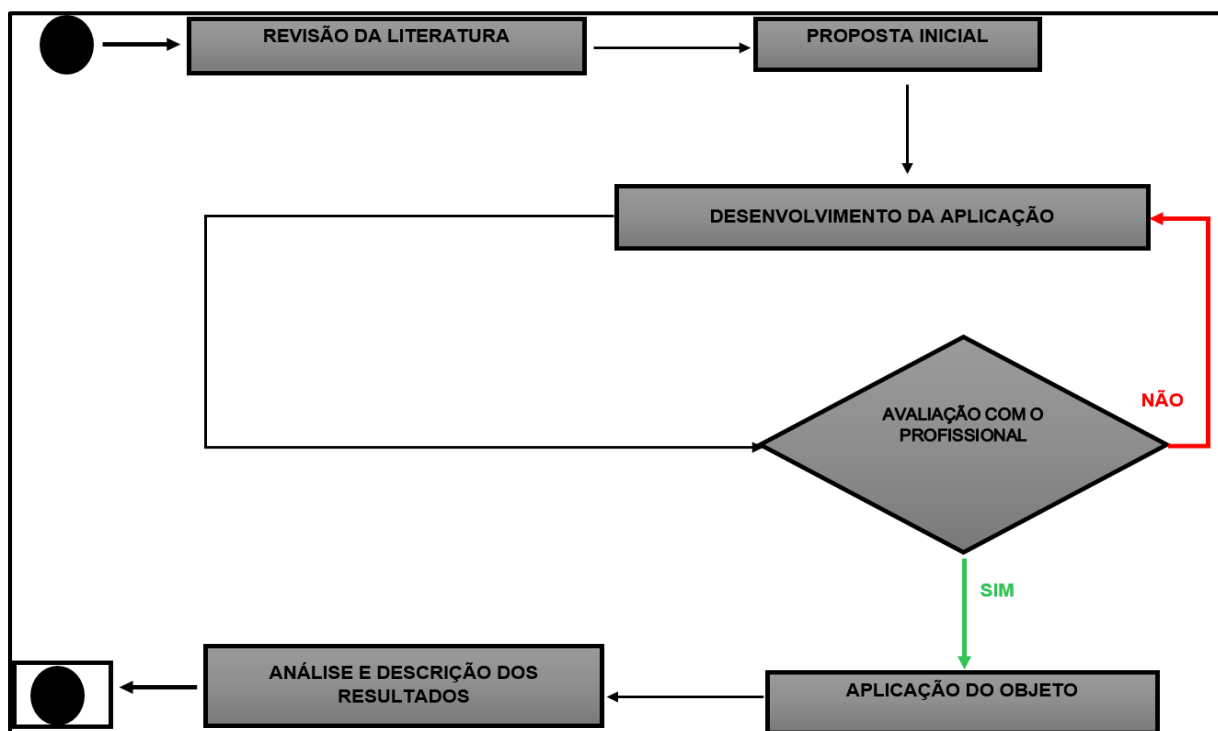 REVISÃO DA LITERATURA
PROPOSTA INICIAL
DESENVOLVIMENTO DA APLICAÇÃO
AVALIAÇÃO COM O
PROFISSIONAL
NÃO
SIM
APLICAÇÃO DO OBJETO
ANÁLISE E DESCRIÇÃO DOS
RESULTADOS